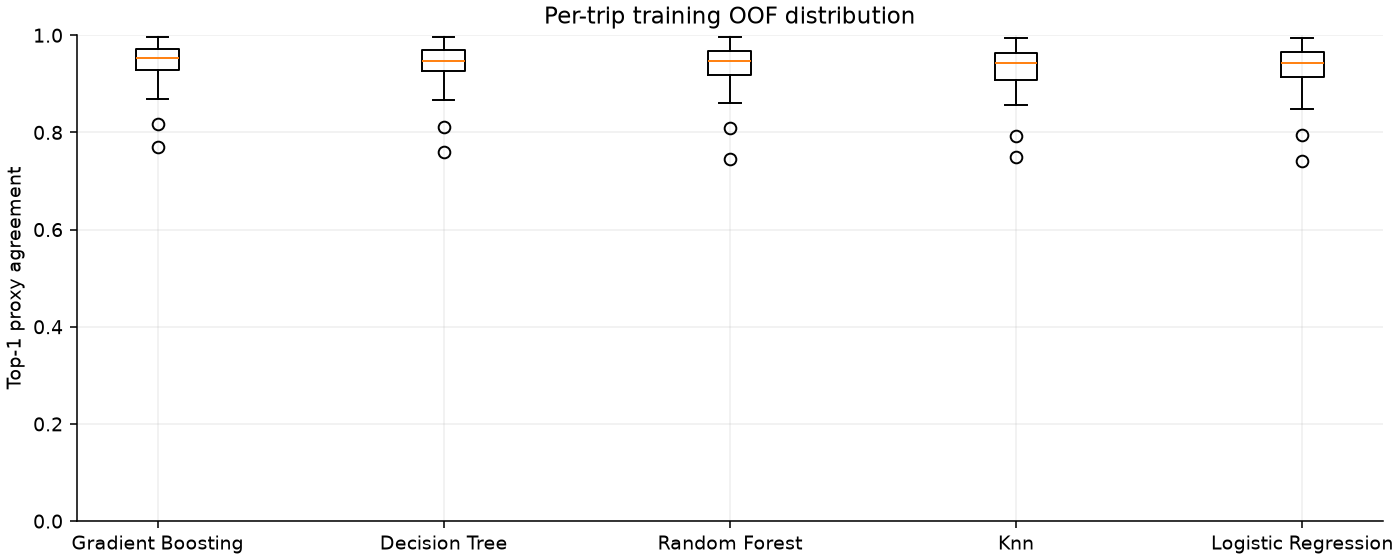 Per-trip training OOF distribution
Top-1 proxy agreement
1.0
0.8
0.6
0.4
0.2
0.0
Gradient Boosting Decision Tree Random Forest Knn Logistic Regression